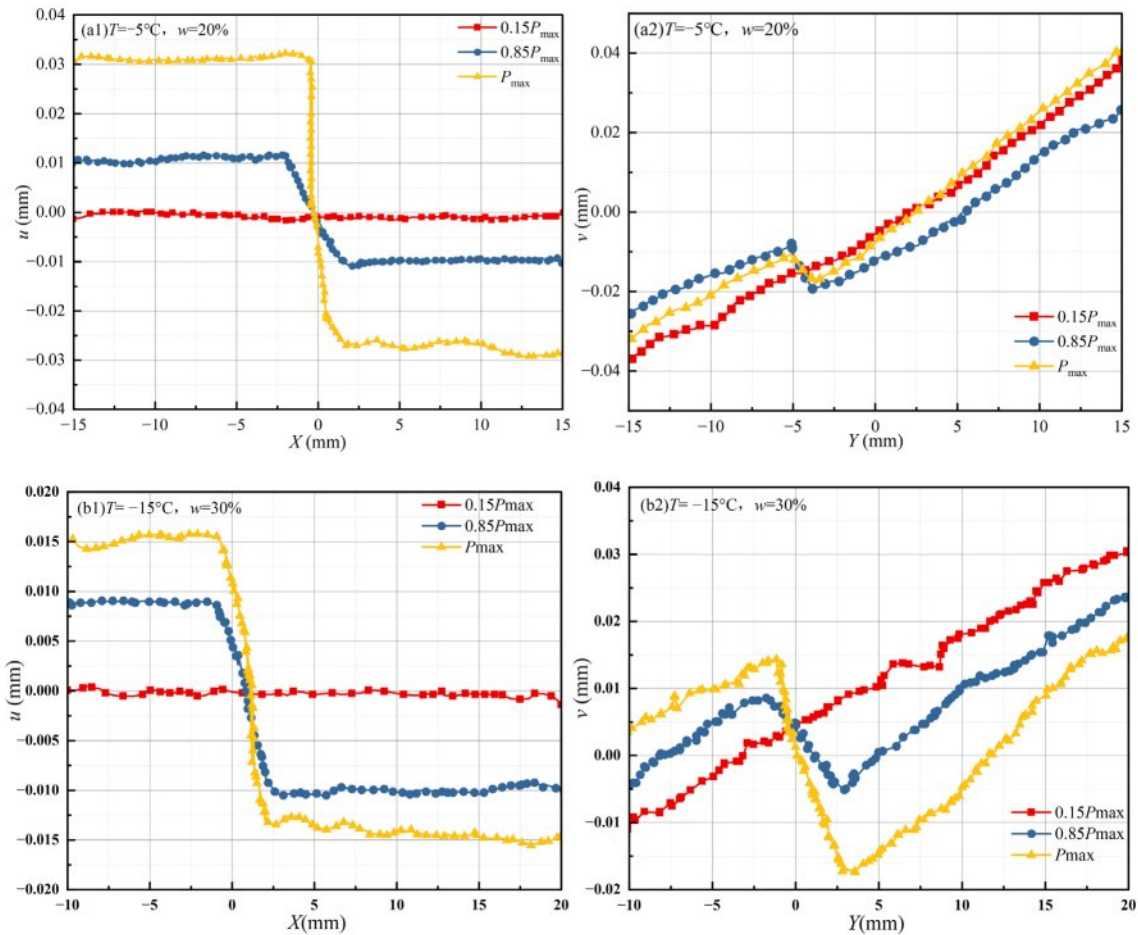 (a1)T=−5°C，w=20%
0.15Pmax
0.85Pmax
Pmax
0.04
0.03
0.02
0.01
0.00
−0.01
−0.02
−0.03
−0.04
u (mm)
−15 −10 −5 0 5 10 15
X (mm)
(a2)T=−5°C，w=20%
0.04
0.02
0.00
−0.02
−0.04
v (mm)
0.15Pmax
0.85Pmax
Pmax
−15 −10 −5 0 5 10 15
Y (mm)
(b1)T= −15°C，w=30%
0.15Pmax
0.85Pmax
Pmax
0.020
0.015
0.010
0.005
0.000
−0.005
−0.010
−0.015
−0.020
u (mm)
−10 −5 0 5 10 15 20
X(mm)
(b2)T= −15°C，w=30%
0.04
0.03
0.02
0.01
0.00
−0.01
−0.02
v (mm)
0.15Pmax
0.85Pmax
Pmax
−10 −5 0 5 10 15 20
Y(mm)